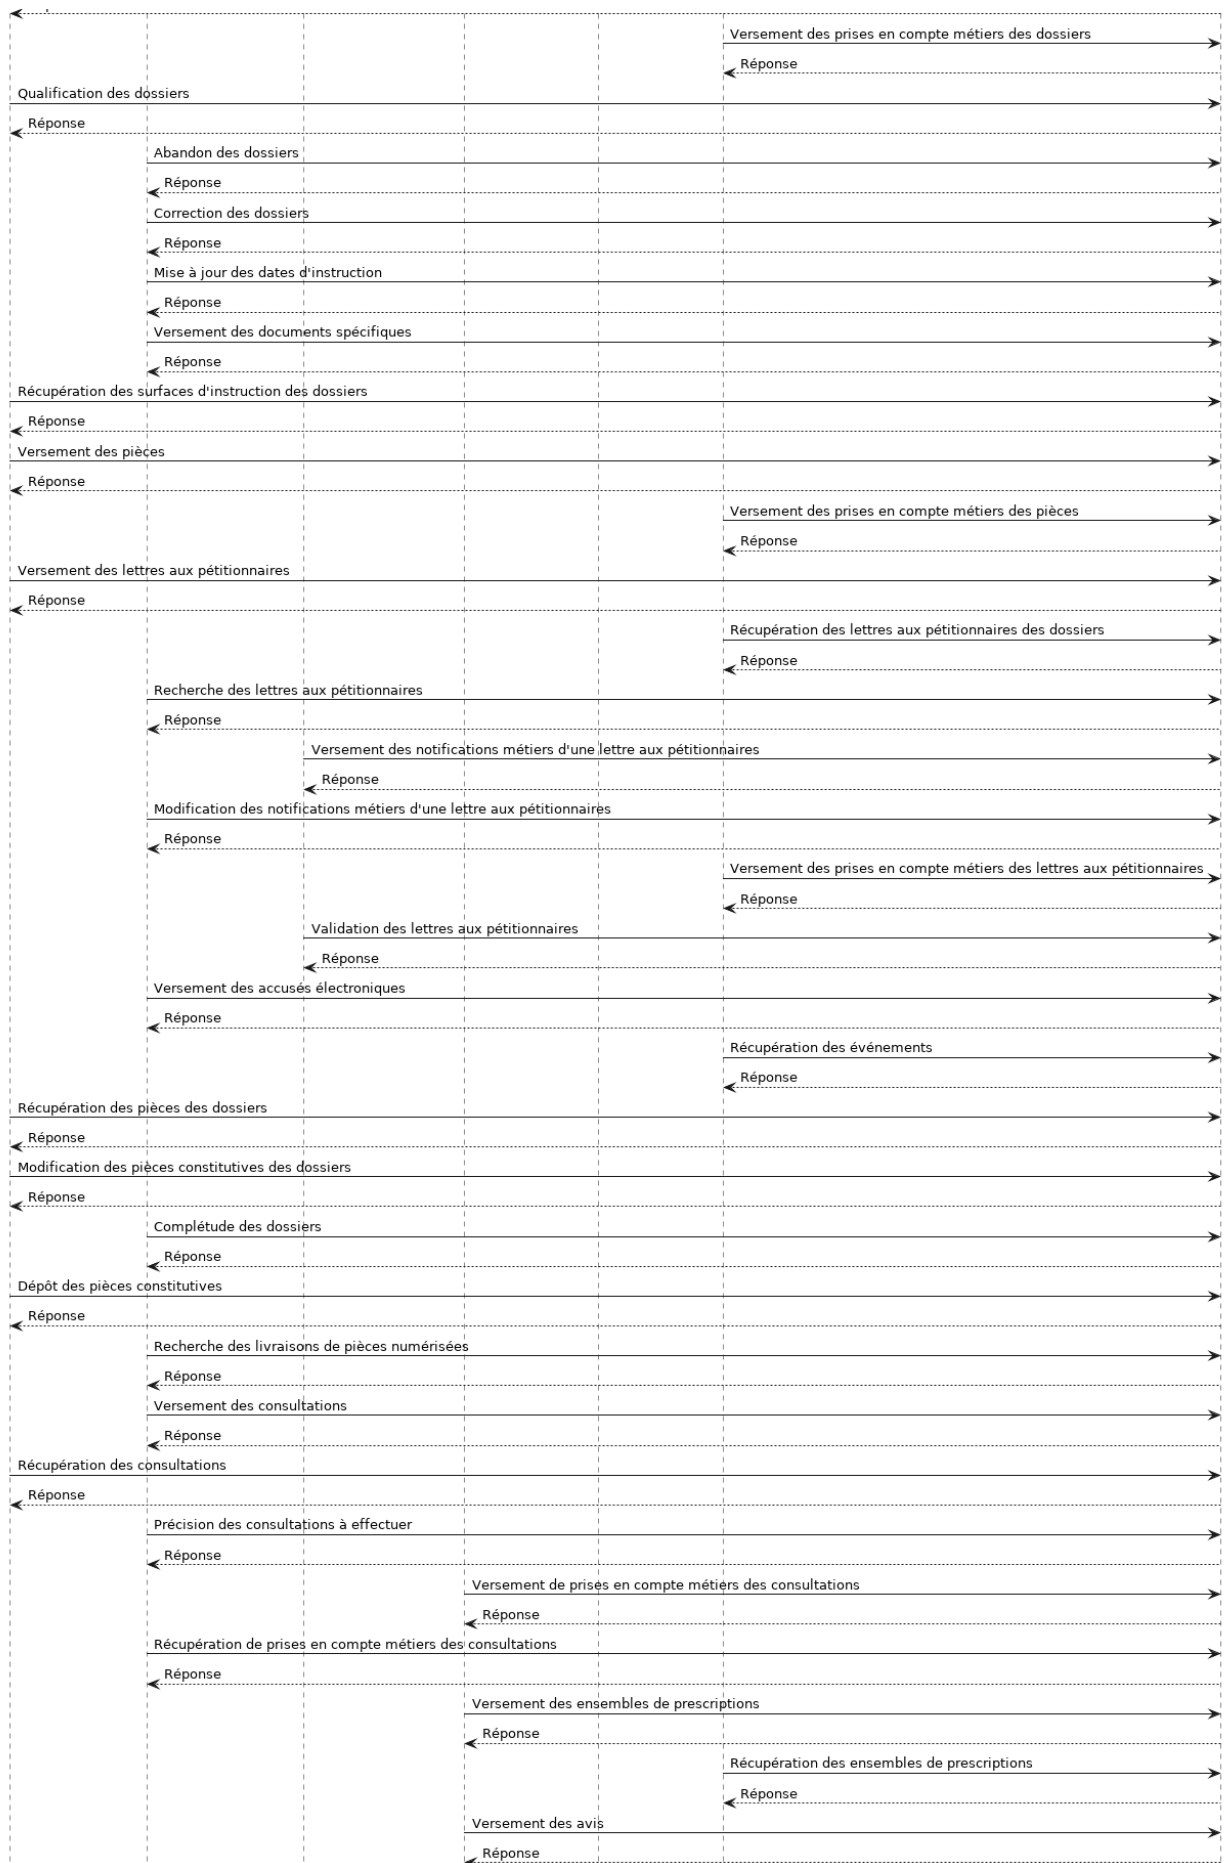 Versement des prises en compte métiers des dossiers
Réponse
Qualification des dossiers
Réponse
Abandon des dossiers
Réponse
Correction des dossiers
Réponse
Mise à jour des dates d'instruction
Réponse
Versement des documents spécifiques
Réponse
Récupération des surfaces d'instruction des dossiers
Réponse
Versement des pièces
Réponse
Versement des prises en compte métiers des pièces
Réponse
Versement des lettres aux pétitionnaires
Réponse
Récupération des lettres aux pétitionnaires des dossiers
Réponse
Recherche des lettres aux pétitionnaires
Réponse
Versement des notifications métiers d'une lettre aux pétitionnaires
Réponse
Modification des notifications métiers d'une lettre aux pétitionnaires
Réponse
Versement des prises en compte métiers des lettres aux pétitionnaires
Réponse
Validation des lettres aux pétitionnaires
Réponse
Versement des accusés électroniques
Réponse
Récupération des événements
Réponse
Récupération des pièces des dossiers
Réponse
Modification des pièces constitutives des dossiers
Réponse
Complétude des dossiers
Réponse
Dépôt des pièces constitutives
Réponse
Recherche des livraisons de pièces numérisées
Réponse
Versement des consultations
Réponse
Récupération des consultations
Réponse
Précision des consultations à effectuer
Réponse
Versement de prises en compte métiers des consultations
Réponse
Récupération de prises en compte métiers des consultations
Réponse
Versement des ensembles de prescriptions
Réponse
Récupération des ensembles de prescriptions
Réponse
Versement des avis
Réponse